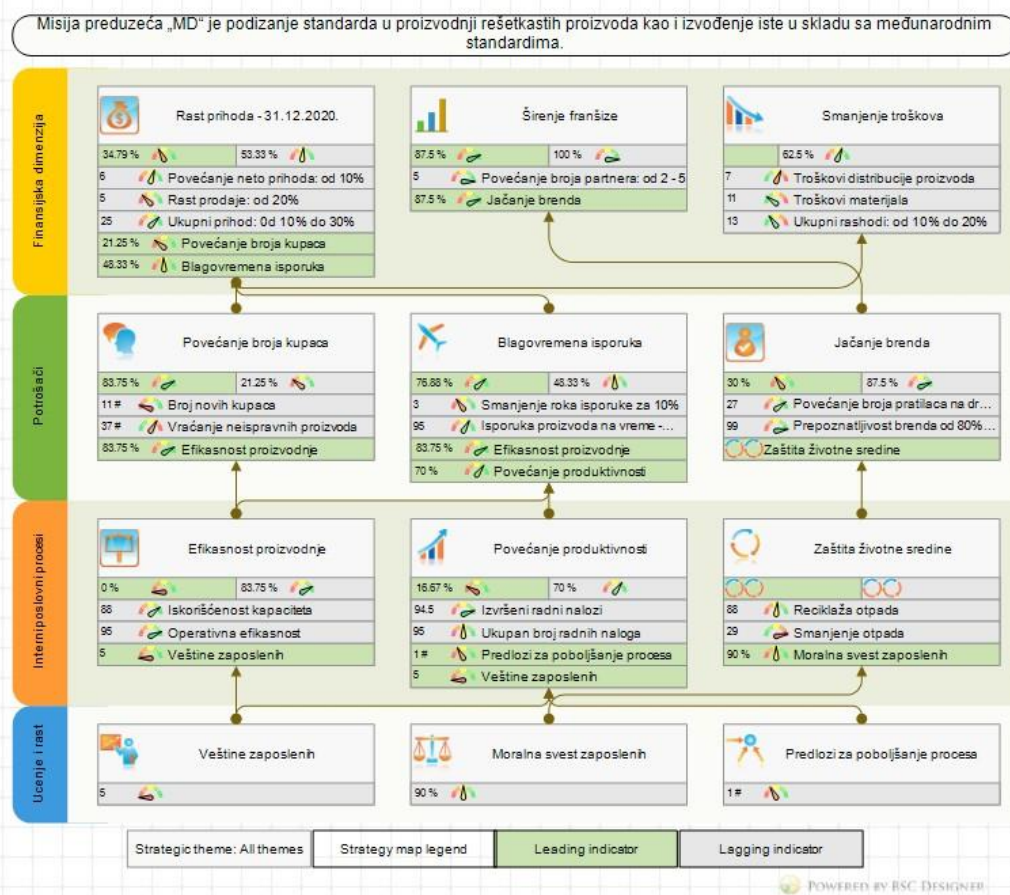 Misija preduzeća „MD“ je podizanje standarda u proizvodnji rešetkastih proizvoda kao i izvođenje iste u skladu sa međunarodnim
standardima.
Finansijska dimenzija
Rast prihoda - 31.12.2020.
34.79 % 53.33 %
6 Povećanje neto prihoda: od 10%
5 Rast prodaje: od 20%
25 Ukupni prihod: 0d 10% do 30%
21.25 % Povećanje broja kupaca
48.33 % Blagovremena isporuka
Širenje franšize
87.5 % 100 %
5 Povećanje broja partnera: od 2 - 5
87.5 % Jačanje brenda
Smanjenje troškova
62.5 %
7 Troškovi distribucije proizvoda
11 Troškovi materijala
13 Ukupni rashodi: od 10% do 20%
Potrošači
Povećanje broja kupaca
83.75 % 21.25 %
11 # Broj novih kupaca
37 # Vraćanje neispravnih proizvoda
83.75 % Efikasnost proizvodnje
Blagovremena isporuka
76.88 % 48.33 %
3 Smanjenje roka isporuke za 10%
95 Isporuka proizvoda na vreme -...
83.75 % Efikasnost proizvodnje
70 % Povećanje produktivnosti
Jačanje brenda
30 % 87.5 %
27 Povećanje broja pratilaca na dr...
99 Prepoznatljivost brenda od 80%...
Zaštita životne sredine
Interni poslovni procesi
Efikasnost proizvodnje
0 % 83.75 %
88 Iskorišćenost kapaciteta
95 Operativna efikasnost
5 Veštine zaposlenih
Povećanje produktivnosti
16.67 % 70 %
94.5 Izvršeni radni nalozi
95 Ukupan broj radnih naloga
1 # Predlozi za poboljšanje procesa
5 Veštine zaposlenih
Zaštita životne sredine
88 Reciklaža otpada
29 Smanjenje otpada
90 % Moralna svest zaposlenih
Ucenje i rast
Veštine zaposlenih
5
Moralna svest zaposlenih
90 %
Predlozi za poboljšanje procesa
1 #
Strategic theme: All themes
Strategy map legend
Leading indicator
Lagging indicator
POWERED BY BSC DESIGNER